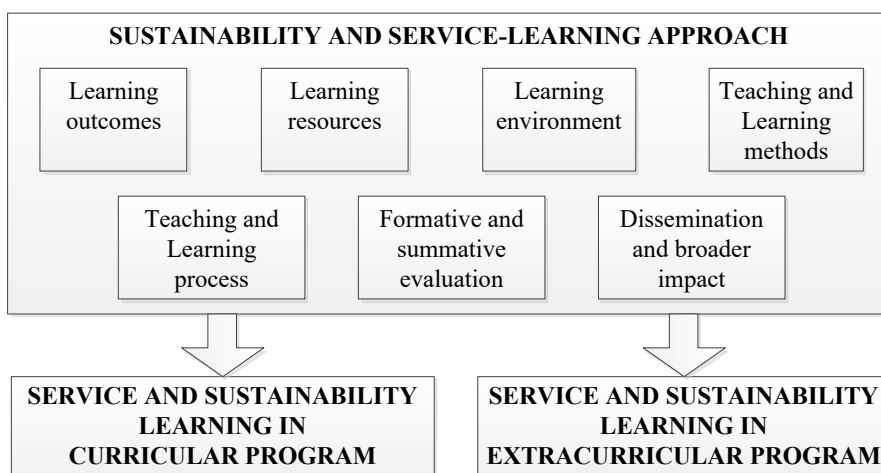 SUSTAINABILITY AND SERVICE-LEARNING APPROACH
Learning
outcomes
Learning
resources
Learning
environment
Teaching and
Learning
methods
Teaching and
Learning
process
Formative and
summative
evaluation
Dissemination
and broader
impact
SERVICE AND SUSTAINABILITY
LEARNING IN
CURRICULAR PROGRAM
SERVICE AND SUSTAINABILITY
LEARNING IN
EXTRACURRICULAR PROGRAM